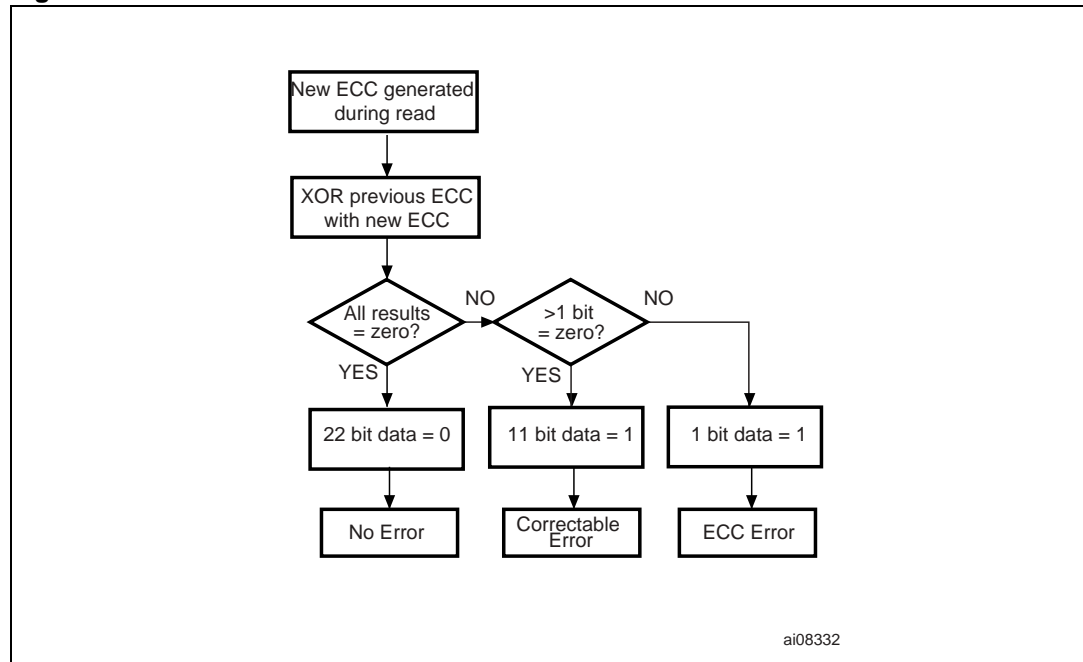 New ECC generated
during read
XOR previous ECC
with new ECC
All results
= zero?
NO
>1 bit
= zero?
NO
YES
YES
22 bit data = 0
11 bit data = 1
1 bit data = 1
No Error
Correctable
Error
ECC Error
ai08332